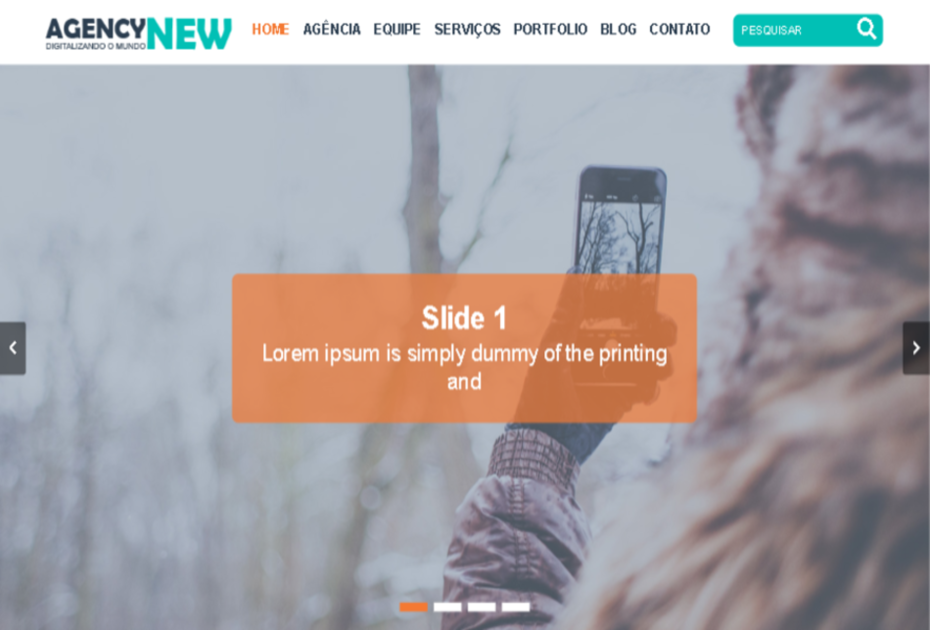 AGENCYNEW
DIGITALIZANDO O MUNDO
HOME AGÊNCIA EQUIPE SERVIÇOS PORTFOLIO BLOG CONTATO
PESQUISAR
Slide 1
Lorem ipsum is simply dummy of the printing
and